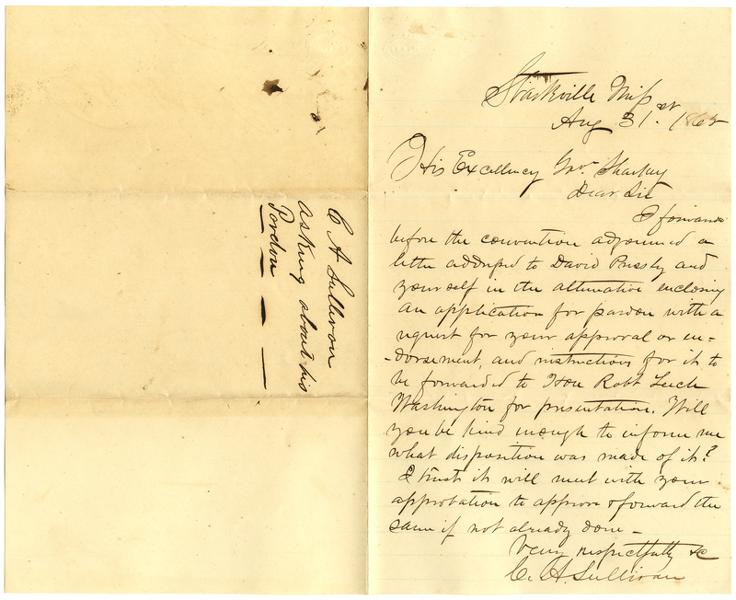 C A Sullivan
asking about his
Pardon
Starkville Miss
Aug 31st 1865
His Excellency Gov. Sharkey
Dear Sir
I forwarded
before the convention adjourned a
letter addressed to David Pressly and
yourself in the alternative enclosing
an application for pardon with a
request for your approval or en-
-dorsement, and instructions for it to
be forwarded to Hon Robt Leech
Washington for presentation. Will
you be kind enough to inform me
what disposition was made of it?
I trust it will meet with your
approbation to approve & forward the
same if not already done -
Very respectfully &c
C. A. Sullivan